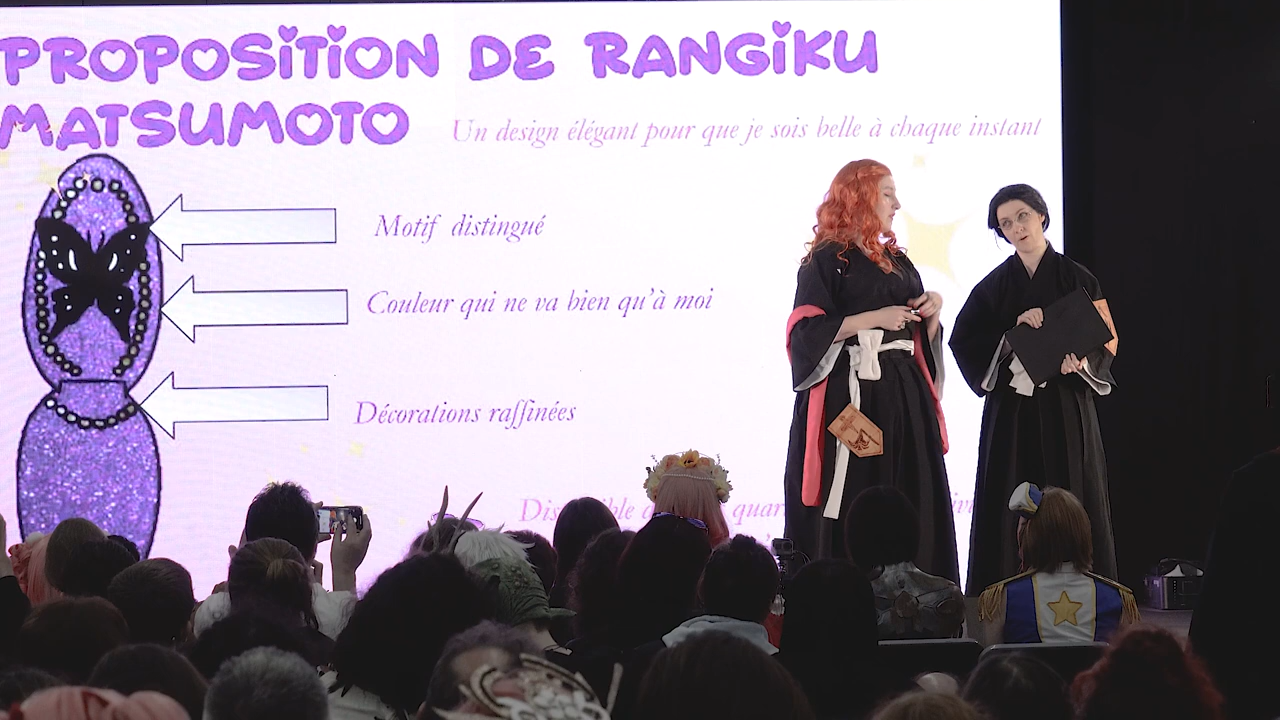 PROPOSITION DE RANGIKU
MATSUMOTO
Un design élégant pour que je sois belle à chaque instant
Motif distingué
Couleur qui ne va bien qu'à moi
Décorations raffinées